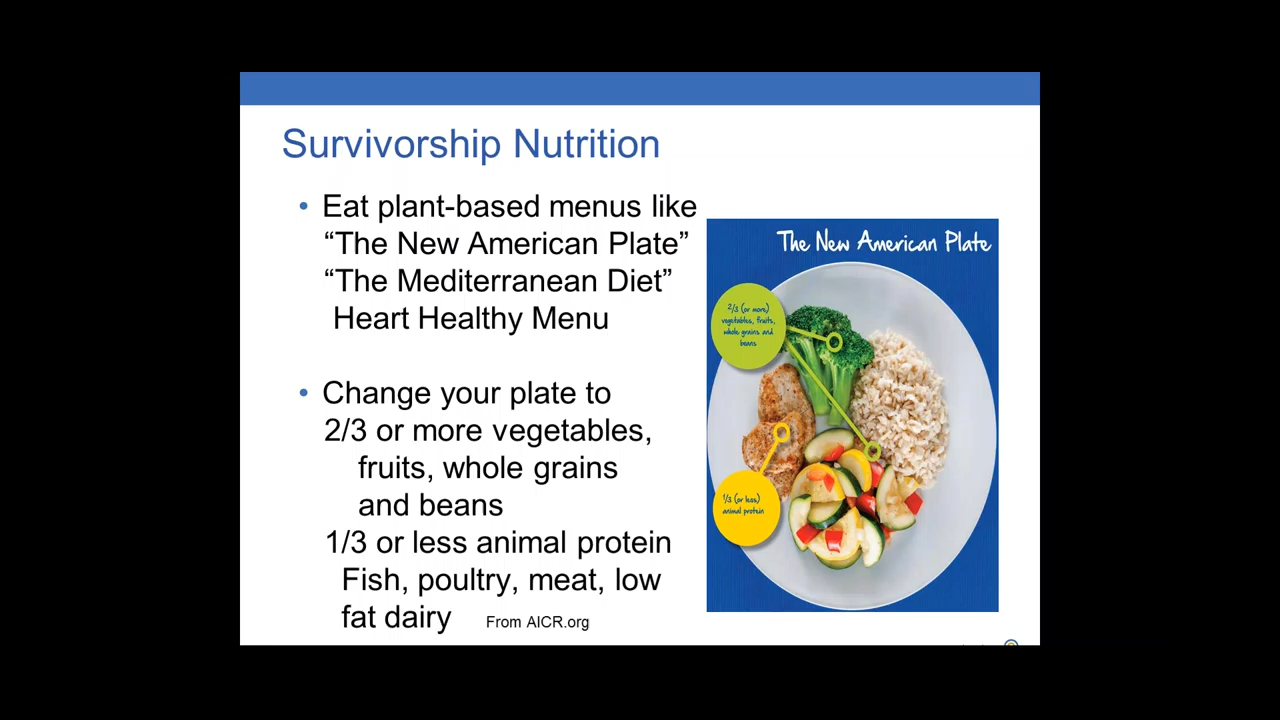 Survivorship Nutrition
• Eat plant-based menus like
“The New American Plate”
“The Mediterranean Diet”
Heart Healthy Menu
• Change your plate to
2/3 or more vegetables,
fruits, whole grains
and beans
1/3 or less animal protein
Fish, poultry, meat, low
fat dairy
From AICR.org
The New American Plate
2/3 (or more)
vegetables, fruits,
whole grains and
beans
1/3 (or less)
animal protein